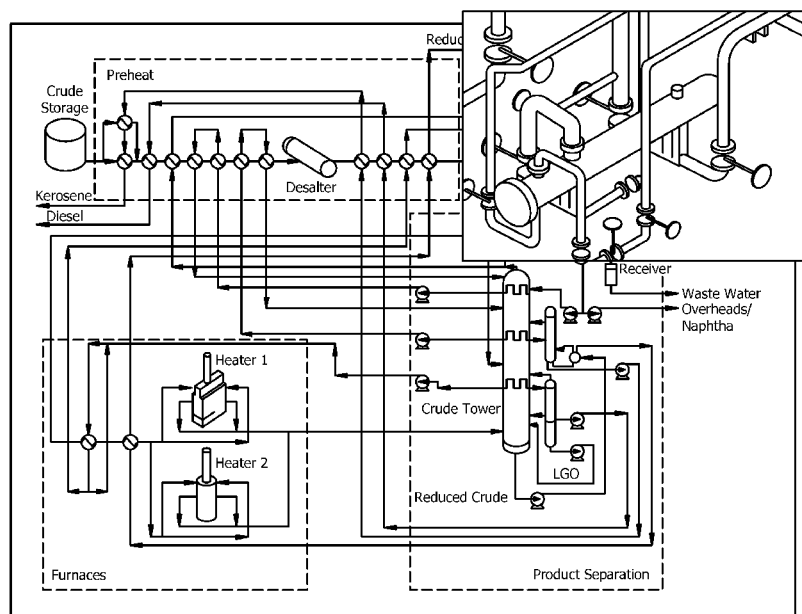 Reduc
Preheat
Crude
Storage
Desalter
Kerosene
Diesel
Receiver
Waste Water
Overheads/
Naphtha
Heater 1
Crude Tower
Heater 2
LGO
Reduced Crude
Furnaces
Product Separation